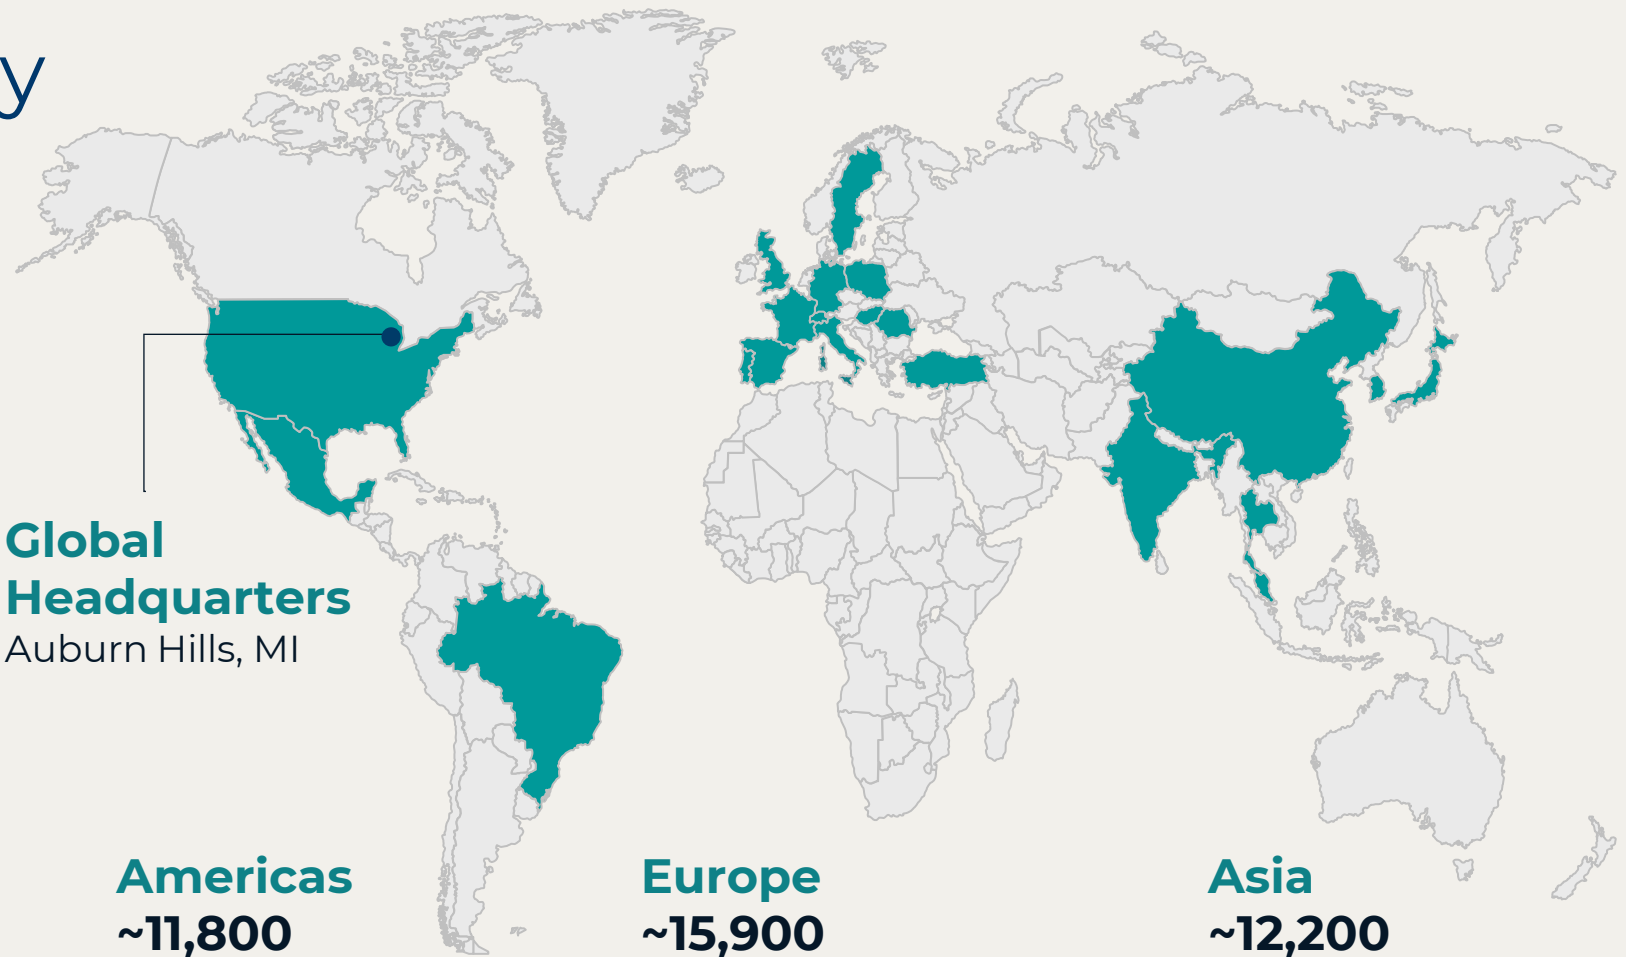 y
Global
Headquarters
Auburn Hills, MI
Americas
~11,800
Europe
~15,900
Asia
~12,200